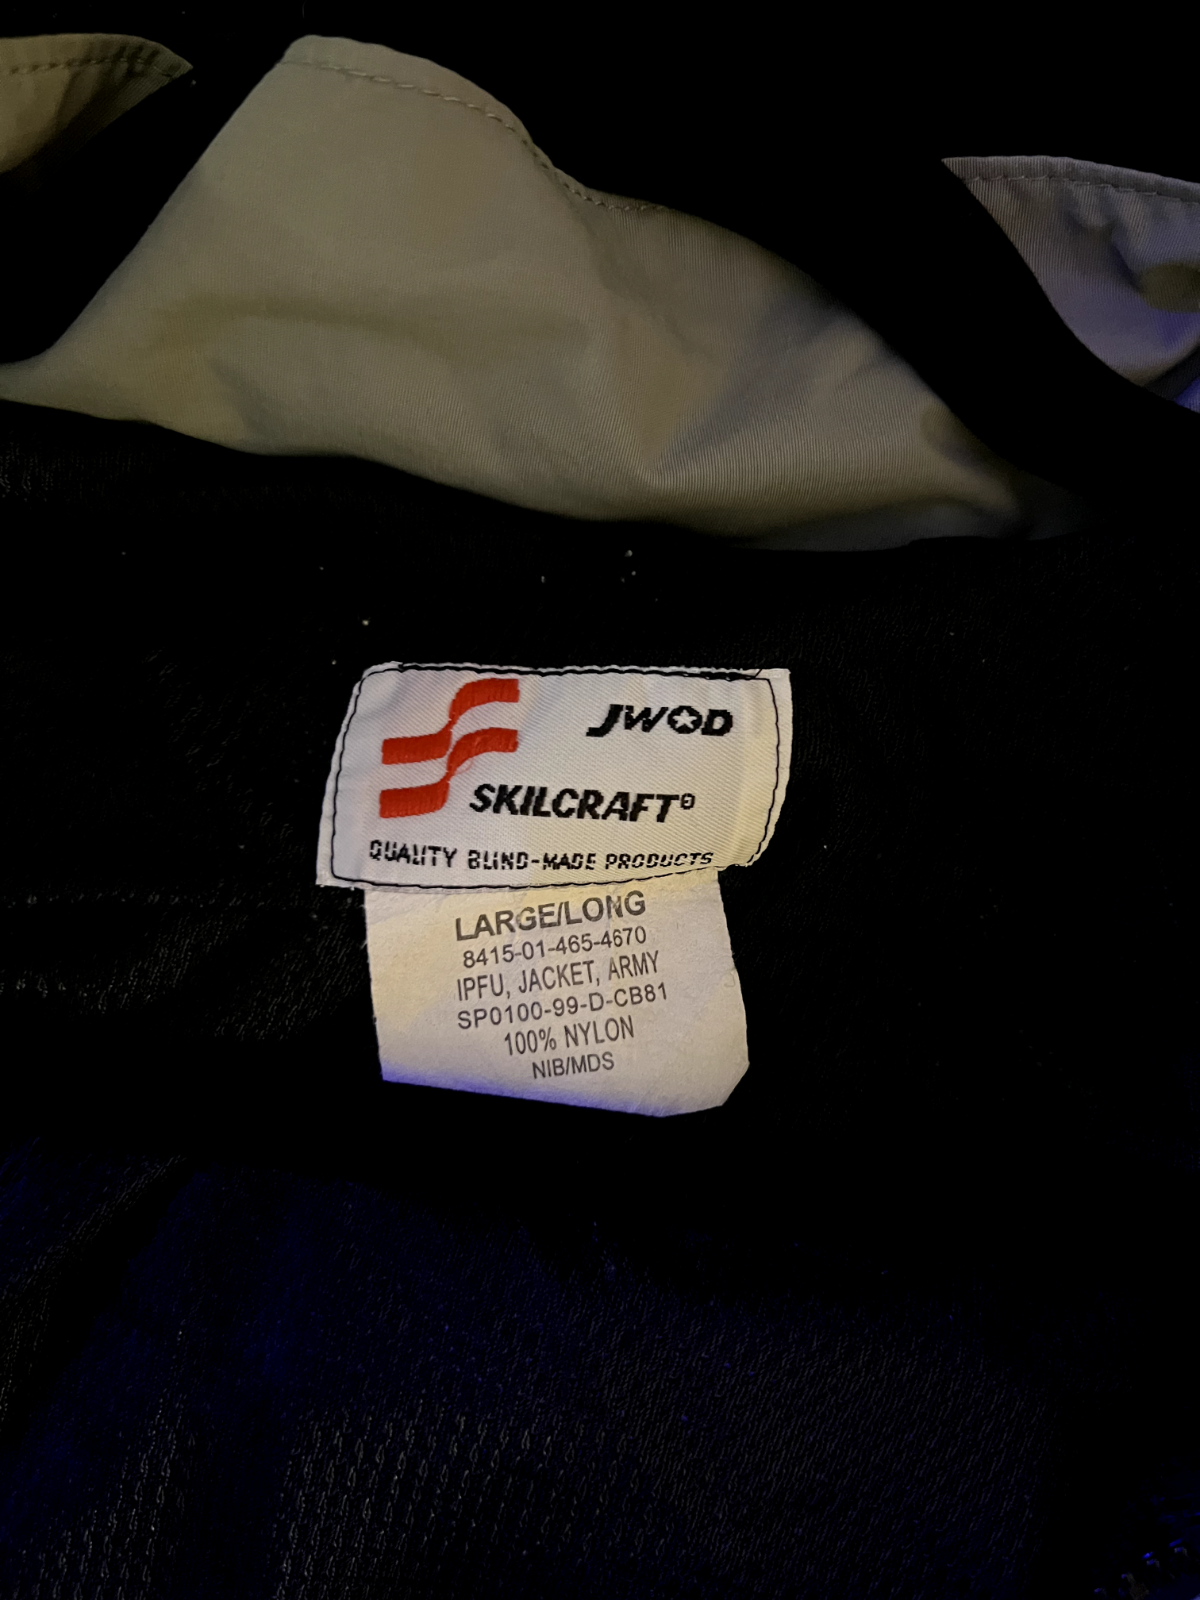 JWOD
SKILCRAFT®
QUALITY BLIND-MADE PRODUCTS
LARGE/LONG
8415-01-465-4670
IPFU, JACKET, ARMY
SP0100-99-D-CB81
100% NYLON
NIB/MDS